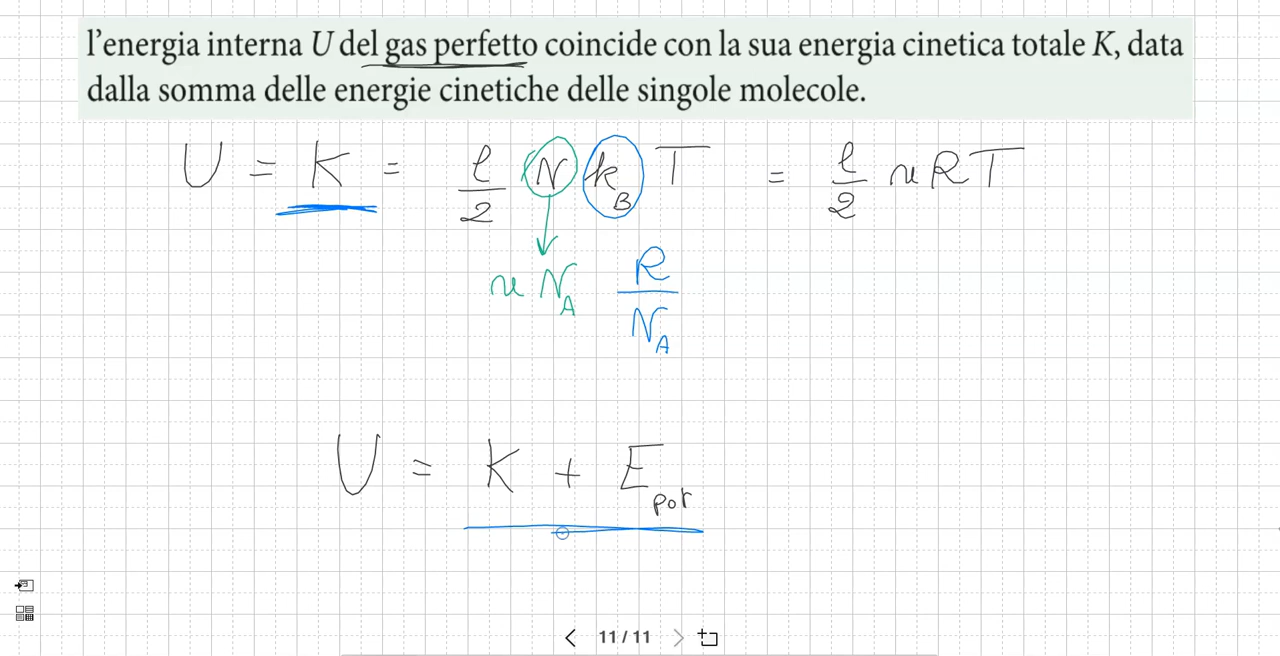 l'energia interna U del gas perfetto coincide con la sua energia cinetica totale K, data
dalla somma delle energie cinetiche delle singole molecole.
U = K = ℓ/2 N k_B T = ℓ/2 n R T
n N_A R/N_A
U = K + E_pot
11 / 11